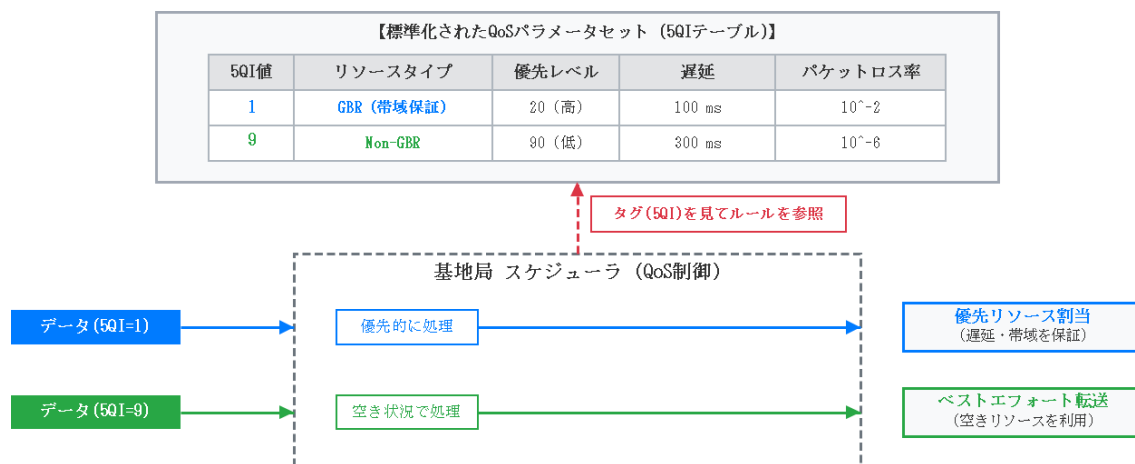 【標準化されたQoSパラメータセット (5QIテーブル)】
5QI値 リソースタイプ 優先レベル 遅延 パケットロス率
1 GBR (帯域保証) 20 (高) 100 ms 10^-2
9 Non-GBR 90 (低) 300 ms 10^-6
タグ(5QI)を見てルールを参照
基地局 スケジューラ (QoS制御)
データ(5QI=1) 優先的に処理 優先リソース割当
(遅延・帯域を保証)
データ(5QI=9) 空き状況で処理 ベストエフォート転送
(空きリソースを利用)